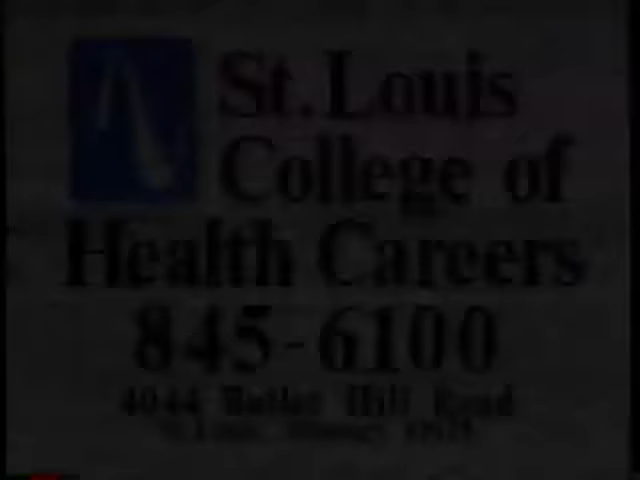 St. Louis
College of
Health Careers
845-6100
4044 Butler Hill Road